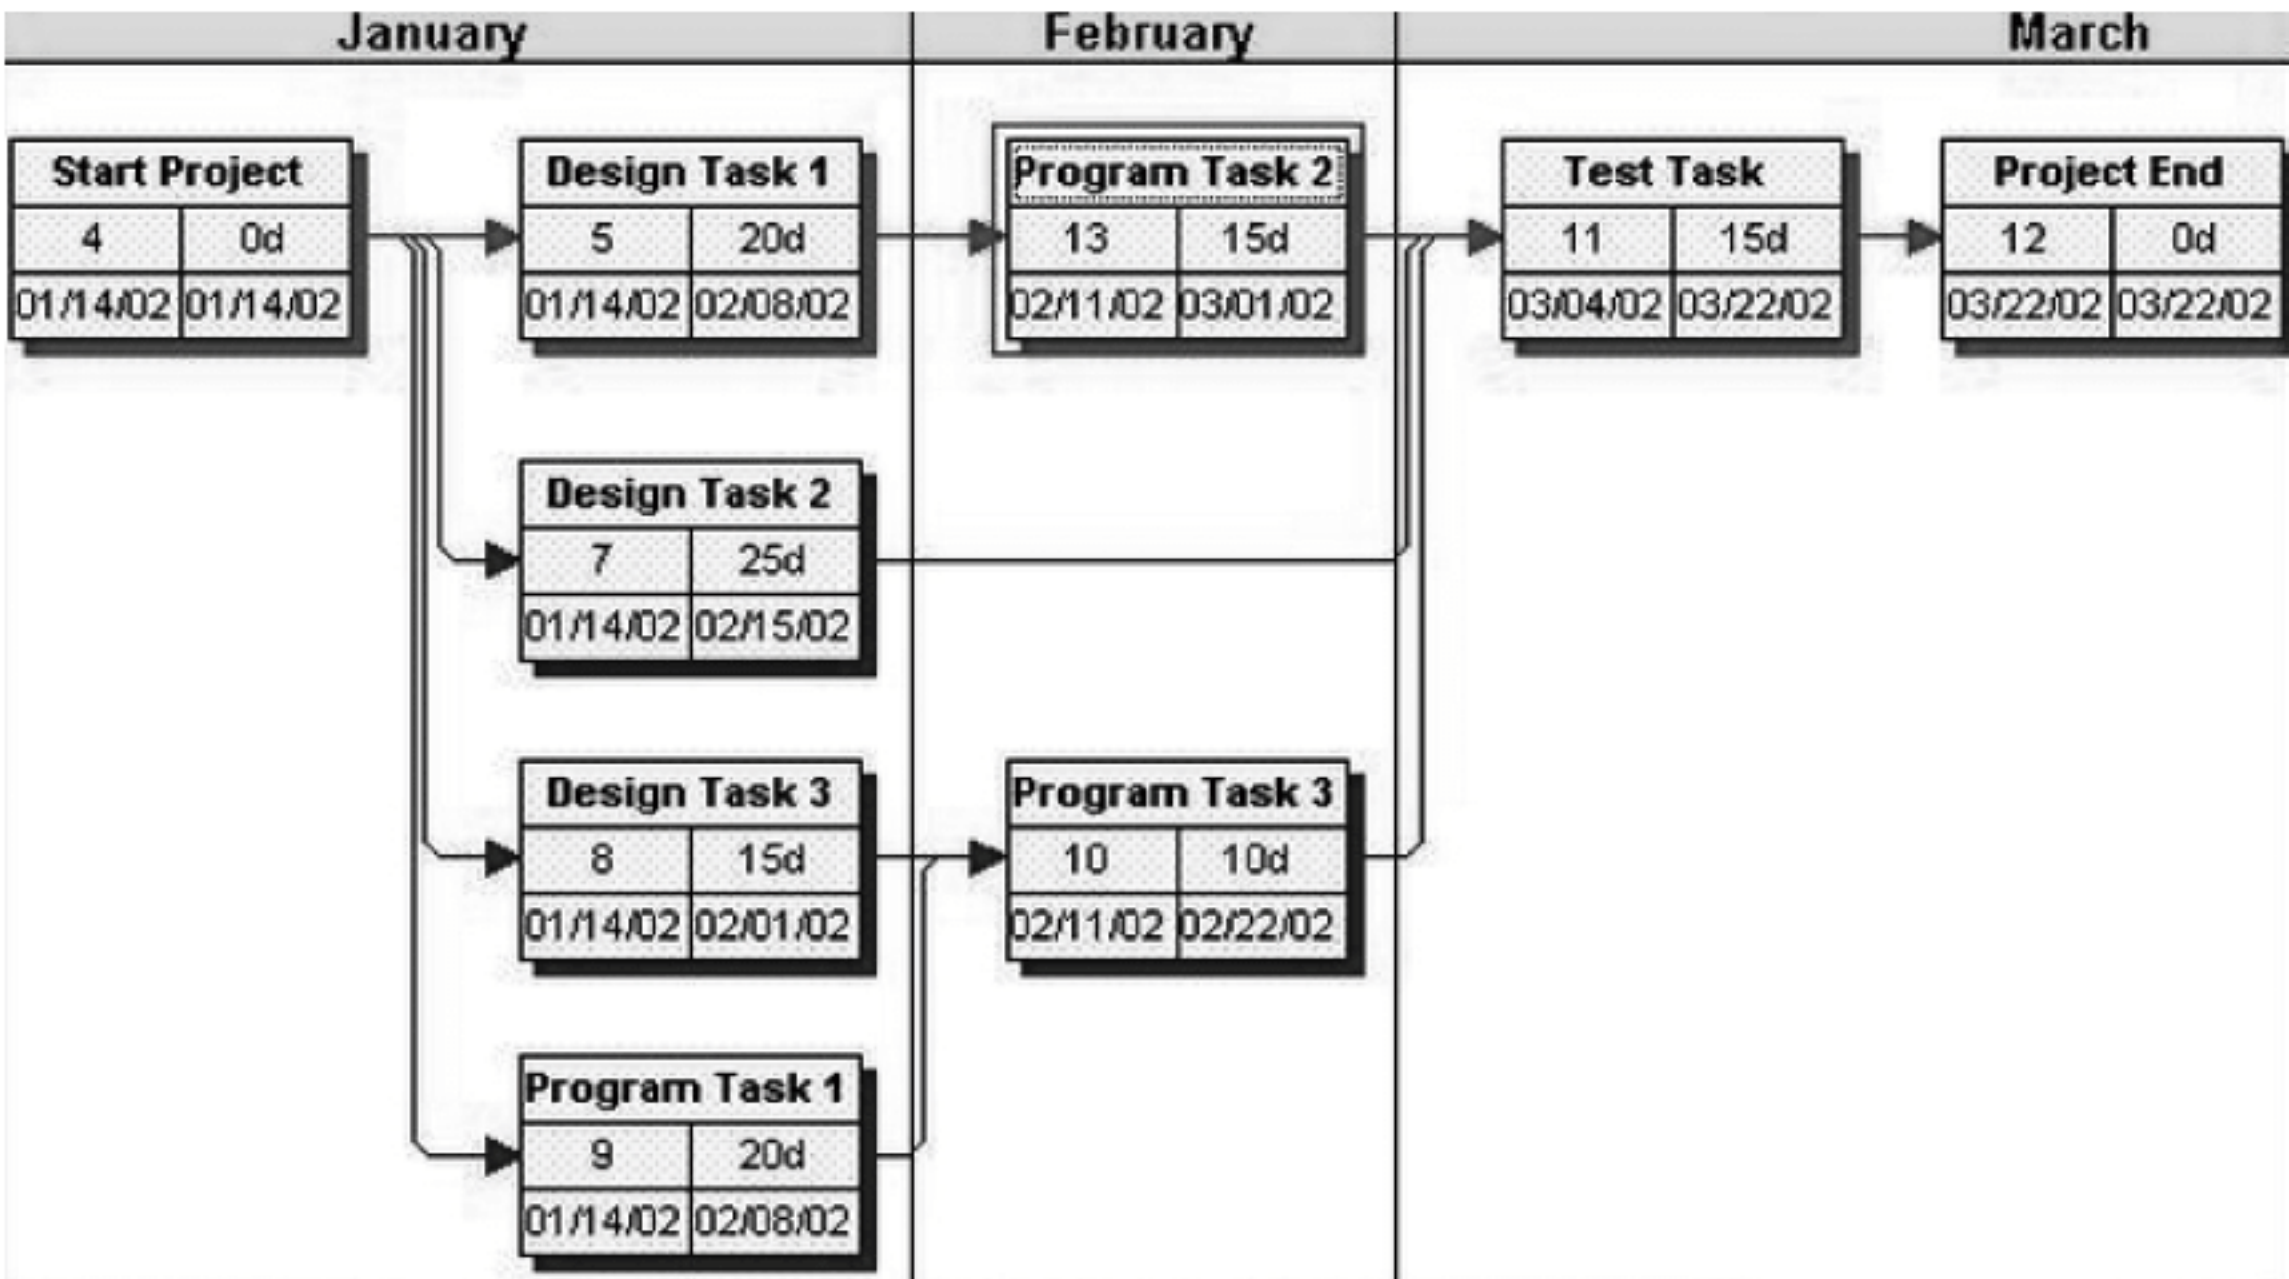 January February March
Start Project Design Task 1 Program Task 2 Test Task Project End
4 0d 5 20d 13 15d 11 15d 12 0d
01/14/02 01/14/02 01/14/02 02/08/02 02/11/02 03/01/02 03/04/02 03/22/02 03/22/02 03/22/02
Design Task 2
7 25d
01/14/02 02/15/02
Design Task 3 Program Task 3
8 15d 10 10d
01/14/02 02/01/02 02/11/02 02/22/02
Program Task 1
9 20d
01/14/02 02/08/02